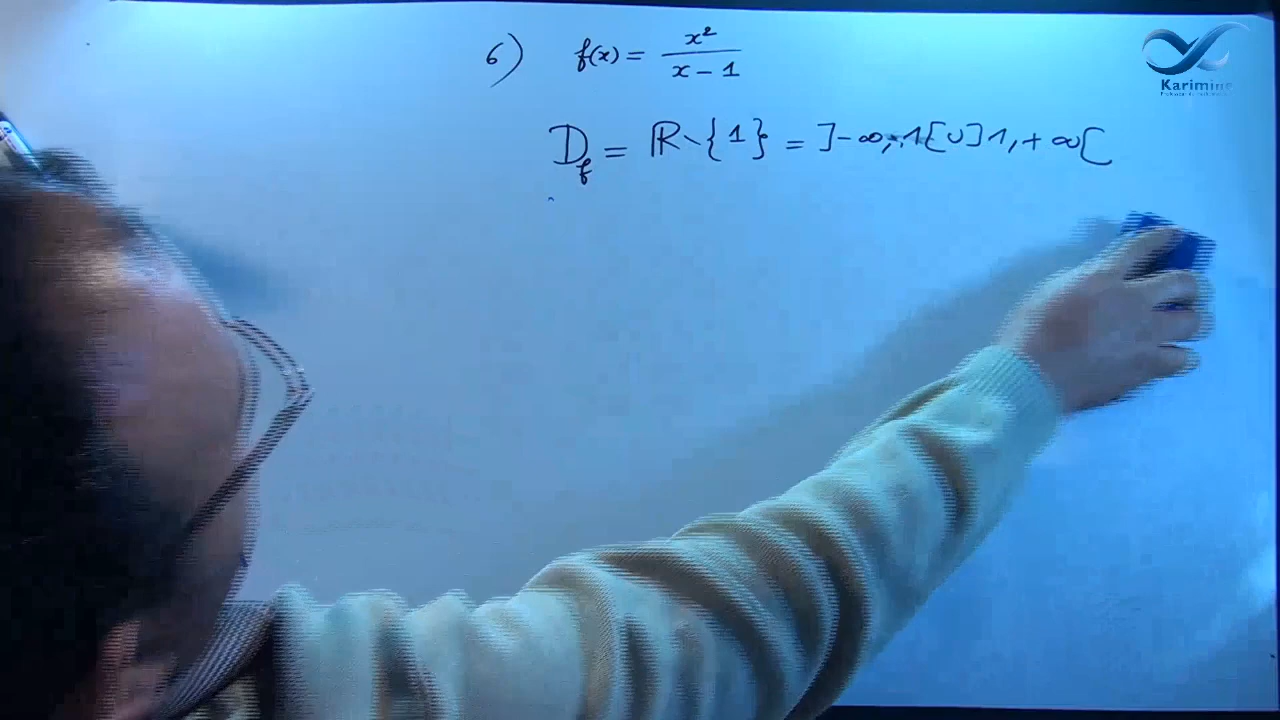 6) f(x) = x² / (x - 1)
D_f = ℝ \ {1} = ]-∞, 1[ ∪ ]1, +∞[
Karimine